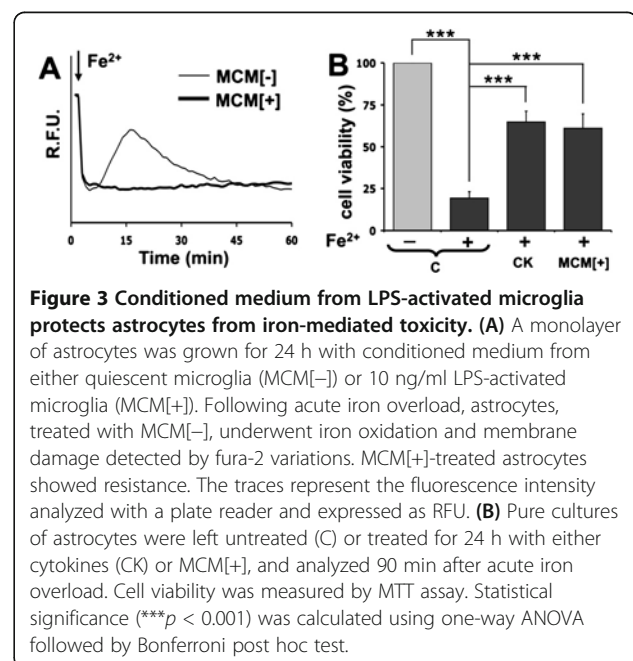 A
Fe²⁺
MCM[-]
MCM[+]
R.F.U.
0 15 30 45 60
Time (min)
B
***
***
***
cell viability (%)
100
75
50
25
0
Fe²⁺ − + + +
C CK MCM[+]
Figure 3 Conditioned medium from LPS-activated microglia
protects astrocytes from iron-mediated toxicity. (A) A monolayer
of astrocytes was grown for 24 h with conditioned medium from
either quiescent microglia (MCM[−]) or 10 ng/ml LPS-activated
microglia (MCM[+]). Following acute iron overload, astrocytes,
treated with MCM[−], underwent iron oxidation and membrane
damage detected by fura-2 variations. MCM[+]-treated astrocytes
showed resistance. The traces represent the fluorescence intensity
analyzed with a plate reader and expressed as RFU. (B) Pure cultures
of astrocytes were left untreated (C) or treated for 24 h with either
cytokines (CK) or MCM[+], and analyzed 90 min after acute iron
overload. Cell viability was measured by MTT assay. Statistical
significance (***p < 0.001) was calculated using one-way ANOVA
followed by Bonferroni post hoc test.